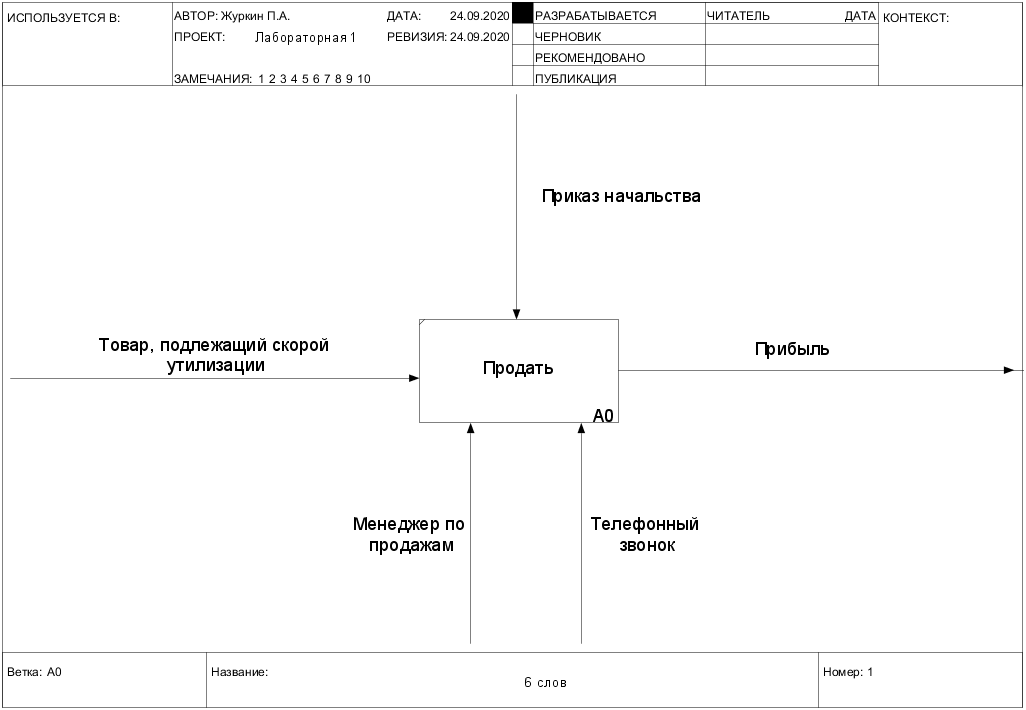 ИСПОЛЬЗУЕТСЯ В:
АВТОР: Журкин П.А.
ДАТА: 24.09.2020
РАЗРАБАТЫВАЕТСЯ
ЧИТАТЕЛЬ
ДАТА
КОНТЕКСТ:
ПРОЕКТ: Лабораторная 1
РЕВИЗИЯ: 24.09.2020
ЧЕРНОВИК
РЕКОМЕНДОВАНО
ЗАМЕЧАНИЯ: 1 2 3 4 5 6 7 8 9 10
ПУБЛИКАЦИЯ
Приказ начальства
Товар, подлежащий скорой
утилизации
Прибыль
Продать
A0
Менеджер по
продажам
Телефонный
звонок
Ветка: A0
Название:
6 слов
Номер: 1